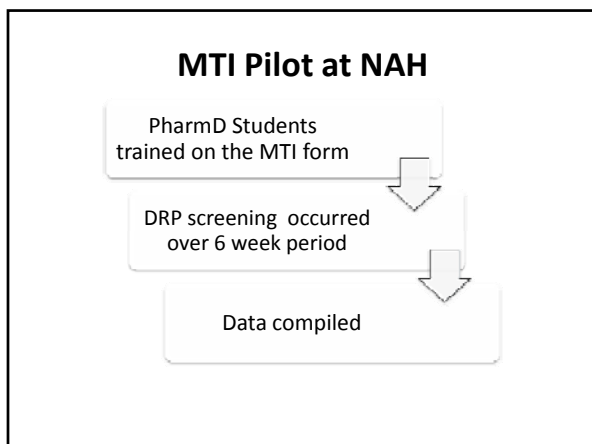 MTI Pilot at NAH
PharmD Students
trained on the MTI form
DRP screening occurred
over 6 week period
Data compiled